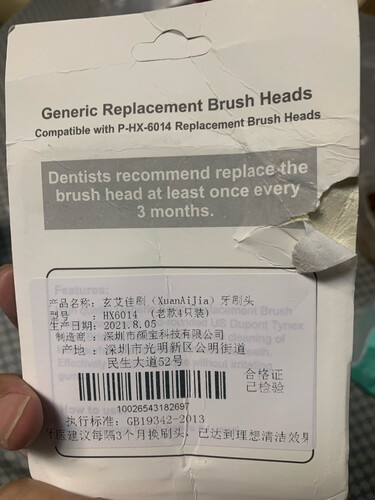 Generic Replacement Brush Heads
Compatible with P-HX-6014 Replacement Brush Heads
Dentists recommend replace the
brush head at least once every
3 months.
Features:
产品名称: 玄艾佳刷 (XuanAiJia) 牙刷头
型号 : HX6014 (老款4只装)
生产日期: 2021.8.05
制造商: 深圳市颜宝科技有限公司
产地: 深圳市光明新区公明街道
民生大道52号
合格证
已检验
10026543182697
执行标准: GB19342-2013
牙医建议每隔3个月换刷头,已达到理想清洁效果